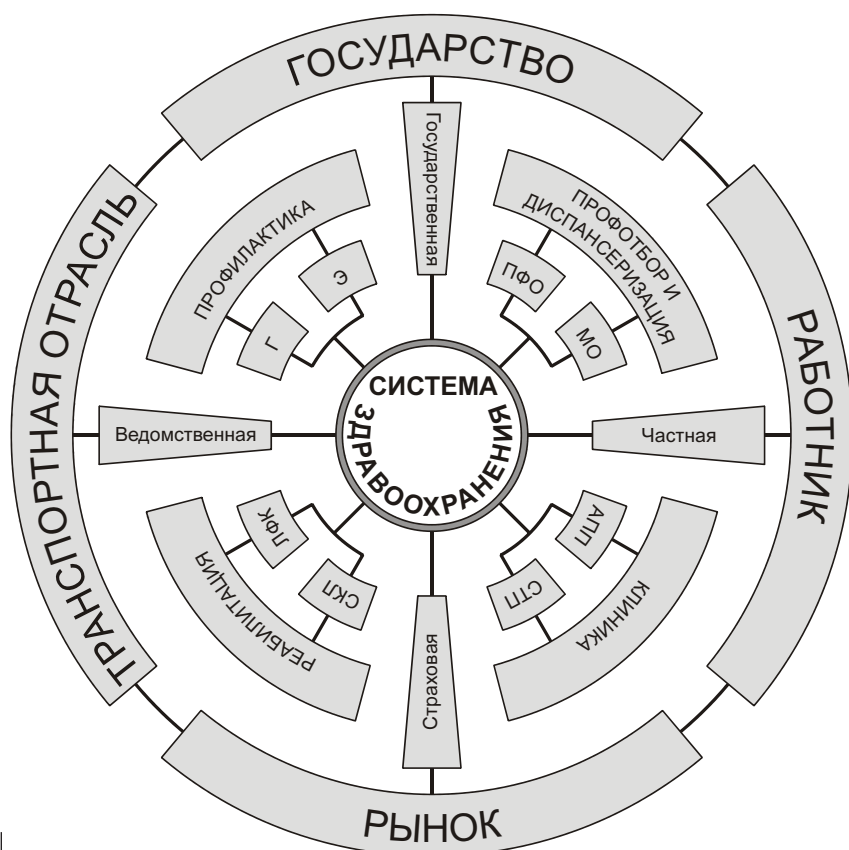 ГОСУДАРСТВО
Государственная
ПРОФИЛАКТИКА
Э
Г
ПРОФОТБОР И
ДИСПАНСЕРИЗАЦИЯ
ПФО
МО
ТРАНСПОРТНАЯ ОТРАСЛЬ
РАБОТНИК
СИСТЕМА
ЗДРАВООХРАНЕНИЯ
Ведомственная
Частная
ЛФК
СКП
РЕАБИЛИТАЦИЯ
АПП
СТП
КЛИНИКА
Страховая
РЫНОК